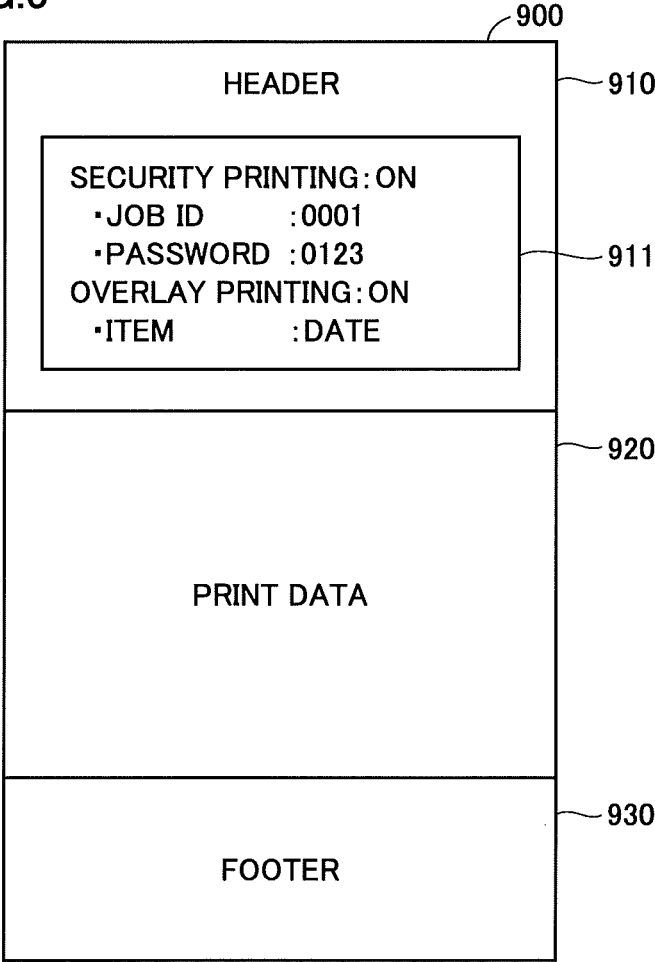 900
HEADER
910
SECURITY PRINTING:ON
・JOB ID :0001
・PASSWORD :0123
911
OVERLAY PRINTING:ON
・ITEM :DATE
920
PRINT DATA
930
FOOTER